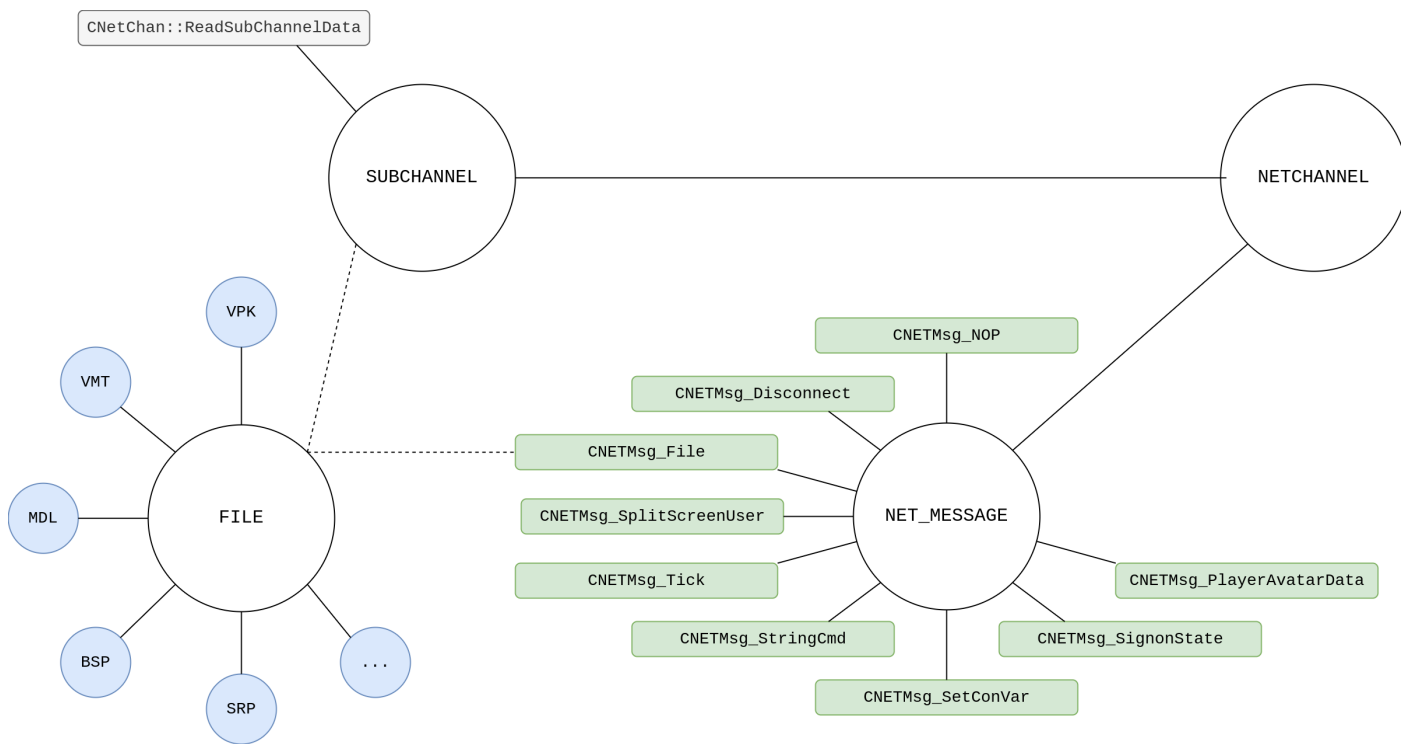 CNetChan::ReadSubChannelData
SUBCHANNEL
NETCHANNEL
VPK
CNETMsg_NOP
VMT
CNETMsg_Disconnect
CNETMsg_File
MDL
FILE
CNETMsg_SplitScreenUser
NET_MESSAGE
CNETMsg_Tick
CNETMsg_PlayerAvatarData
CNETMsg_StringCmd
CNETMsg_SignonState
BSP
...
CNETMsg_SetConVar
SRP